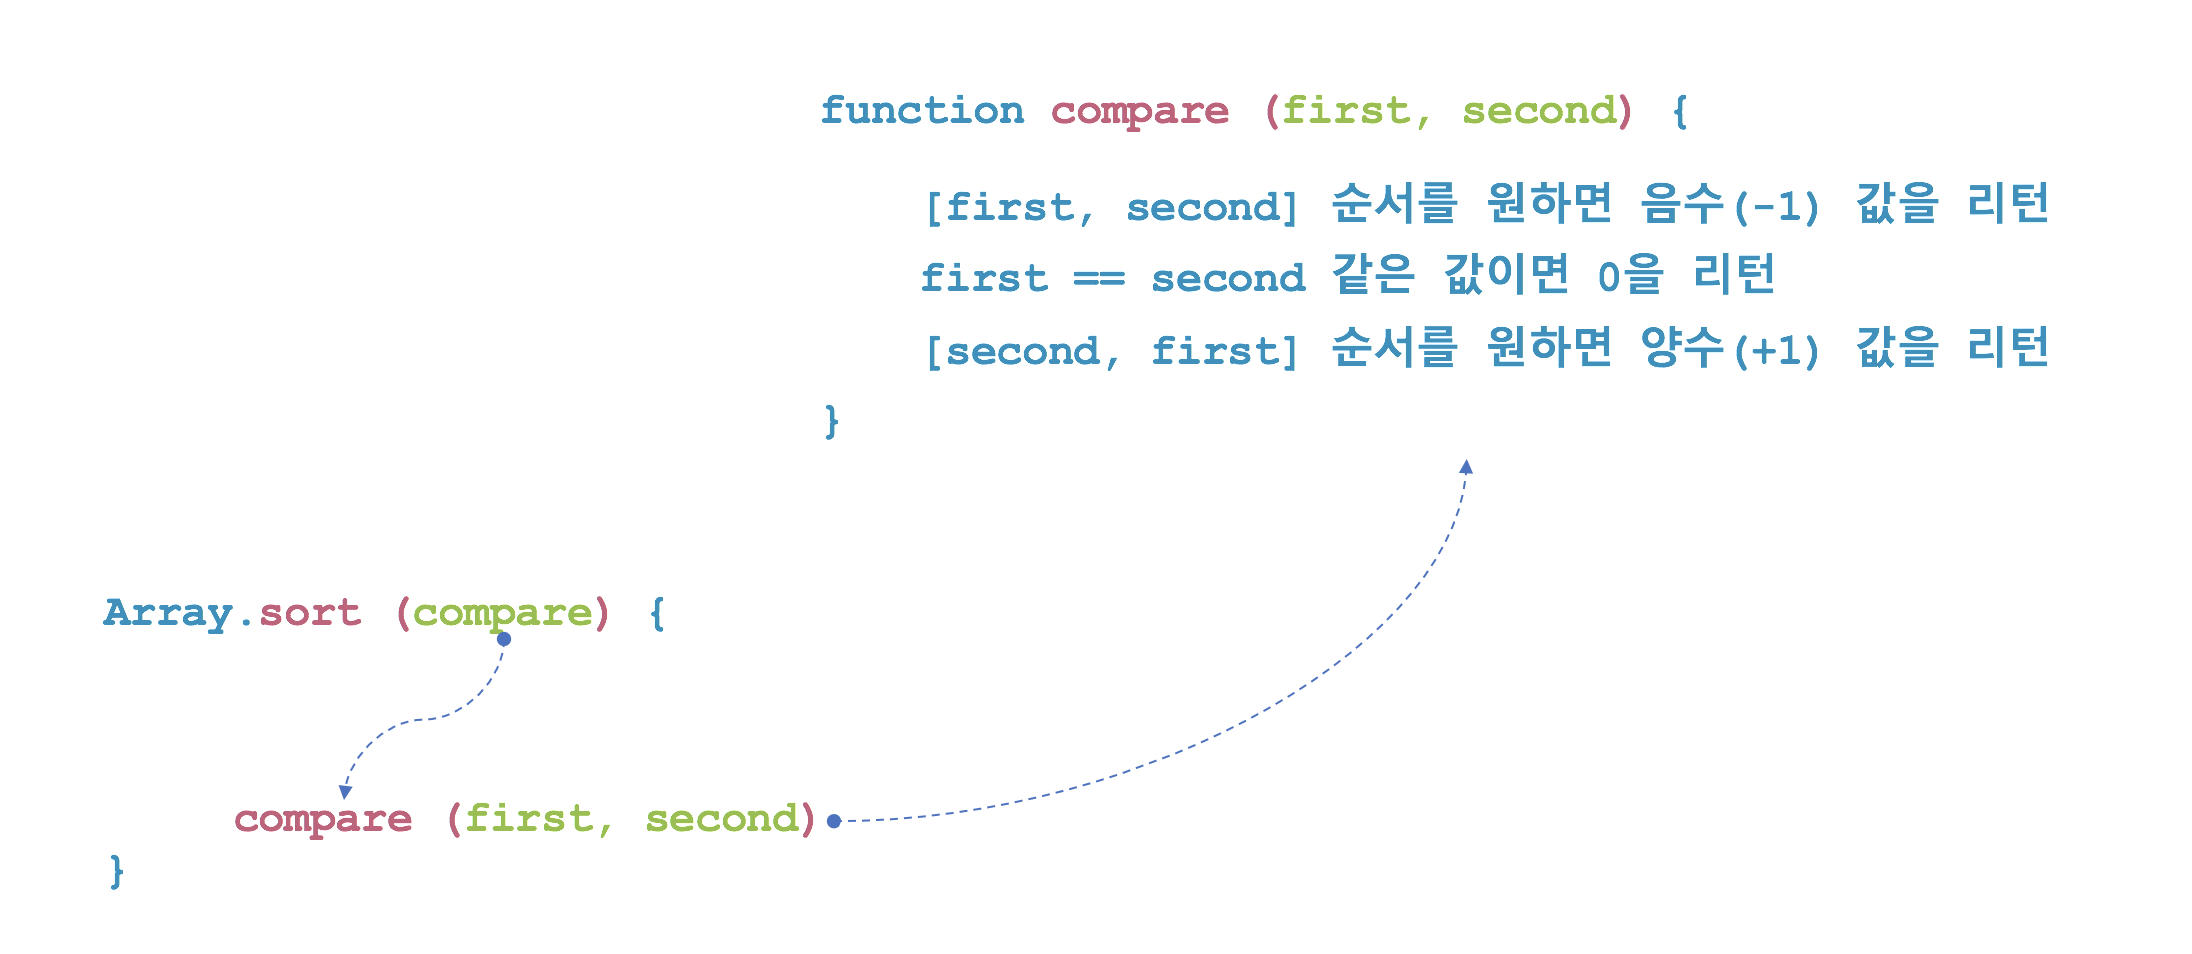 function compare (first, second) {
[first, second] 순서를 원하면 음수(-1) 값을 리턴
first == second 같은 값이면 0을 리턴
[second, first] 순서를 원하면 양수(+1) 값을 리턴
}
Array.sort (compare) {
compare (first, second)
}